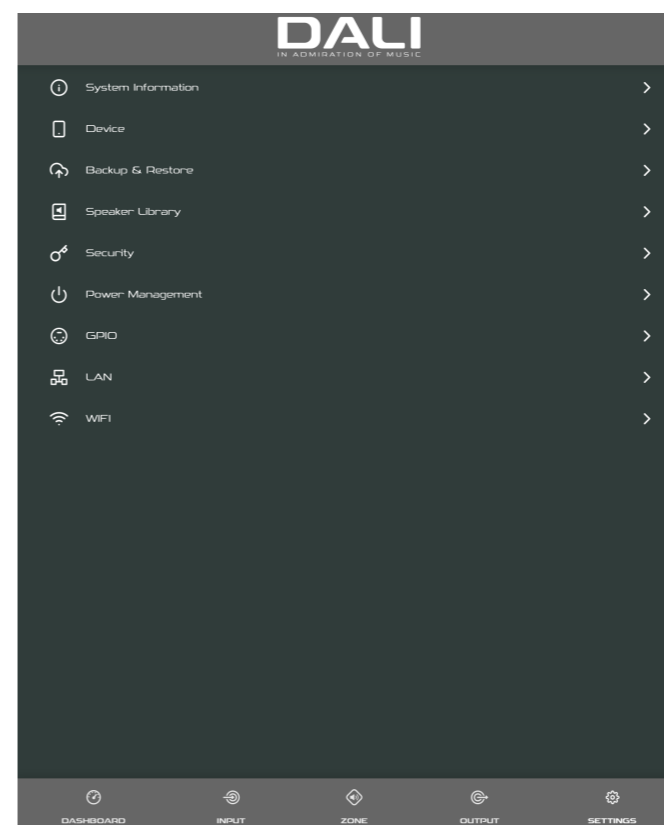 DALI
IN ADMIRATION OF MUSIC
System Information
Device
Backup & Restore
Speaker Library
Security
Power Management
GPIO
LAN
WIFI
DASHBOARD INPUT ZONE OUTPUT SETTINGS